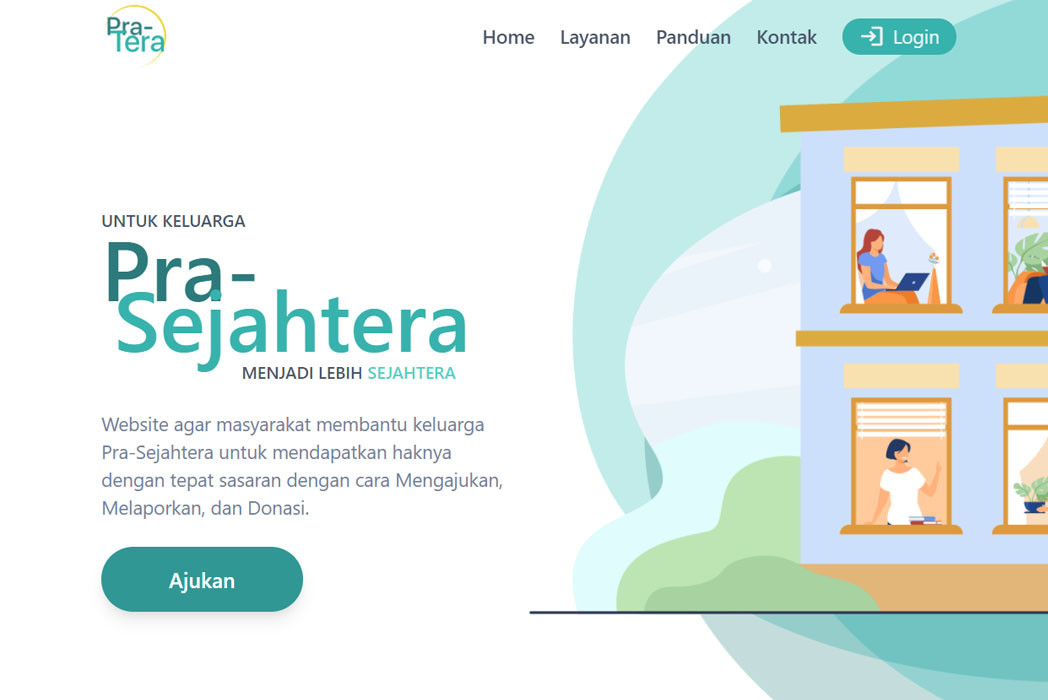 Pra-
Tera
Home Layanan Panduan Kontak Login
UNTUK KELUARGA
Pra-
Sejahtera
MENJADI LEBIH SEJAHTERA
Website agar masyarakat membantu keluarga
Pra-Sejahtera untuk mendapatkan haknya
dengan tepat sasaran dengan cara Mengajukan,
Melaporkan, dan Donasi.
Ajukan